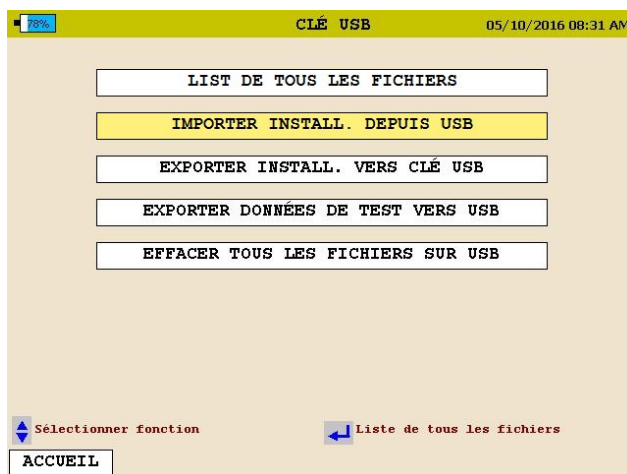 78% CLÉ USB 05/10/2016 08:31 AM
LIST DE TOUS LES FICHIERS
IMPORTER INSTALL. DEPUIS USB
EXPORTER INSTALL. VERS CLÉ USB
EXPORTER DONNÉES DE TEST VERS USB
EFFACER TOUS LES FICHIERS SUR USB
Sélectionner fonction Liste de tous les fichiers
ACCUEIL